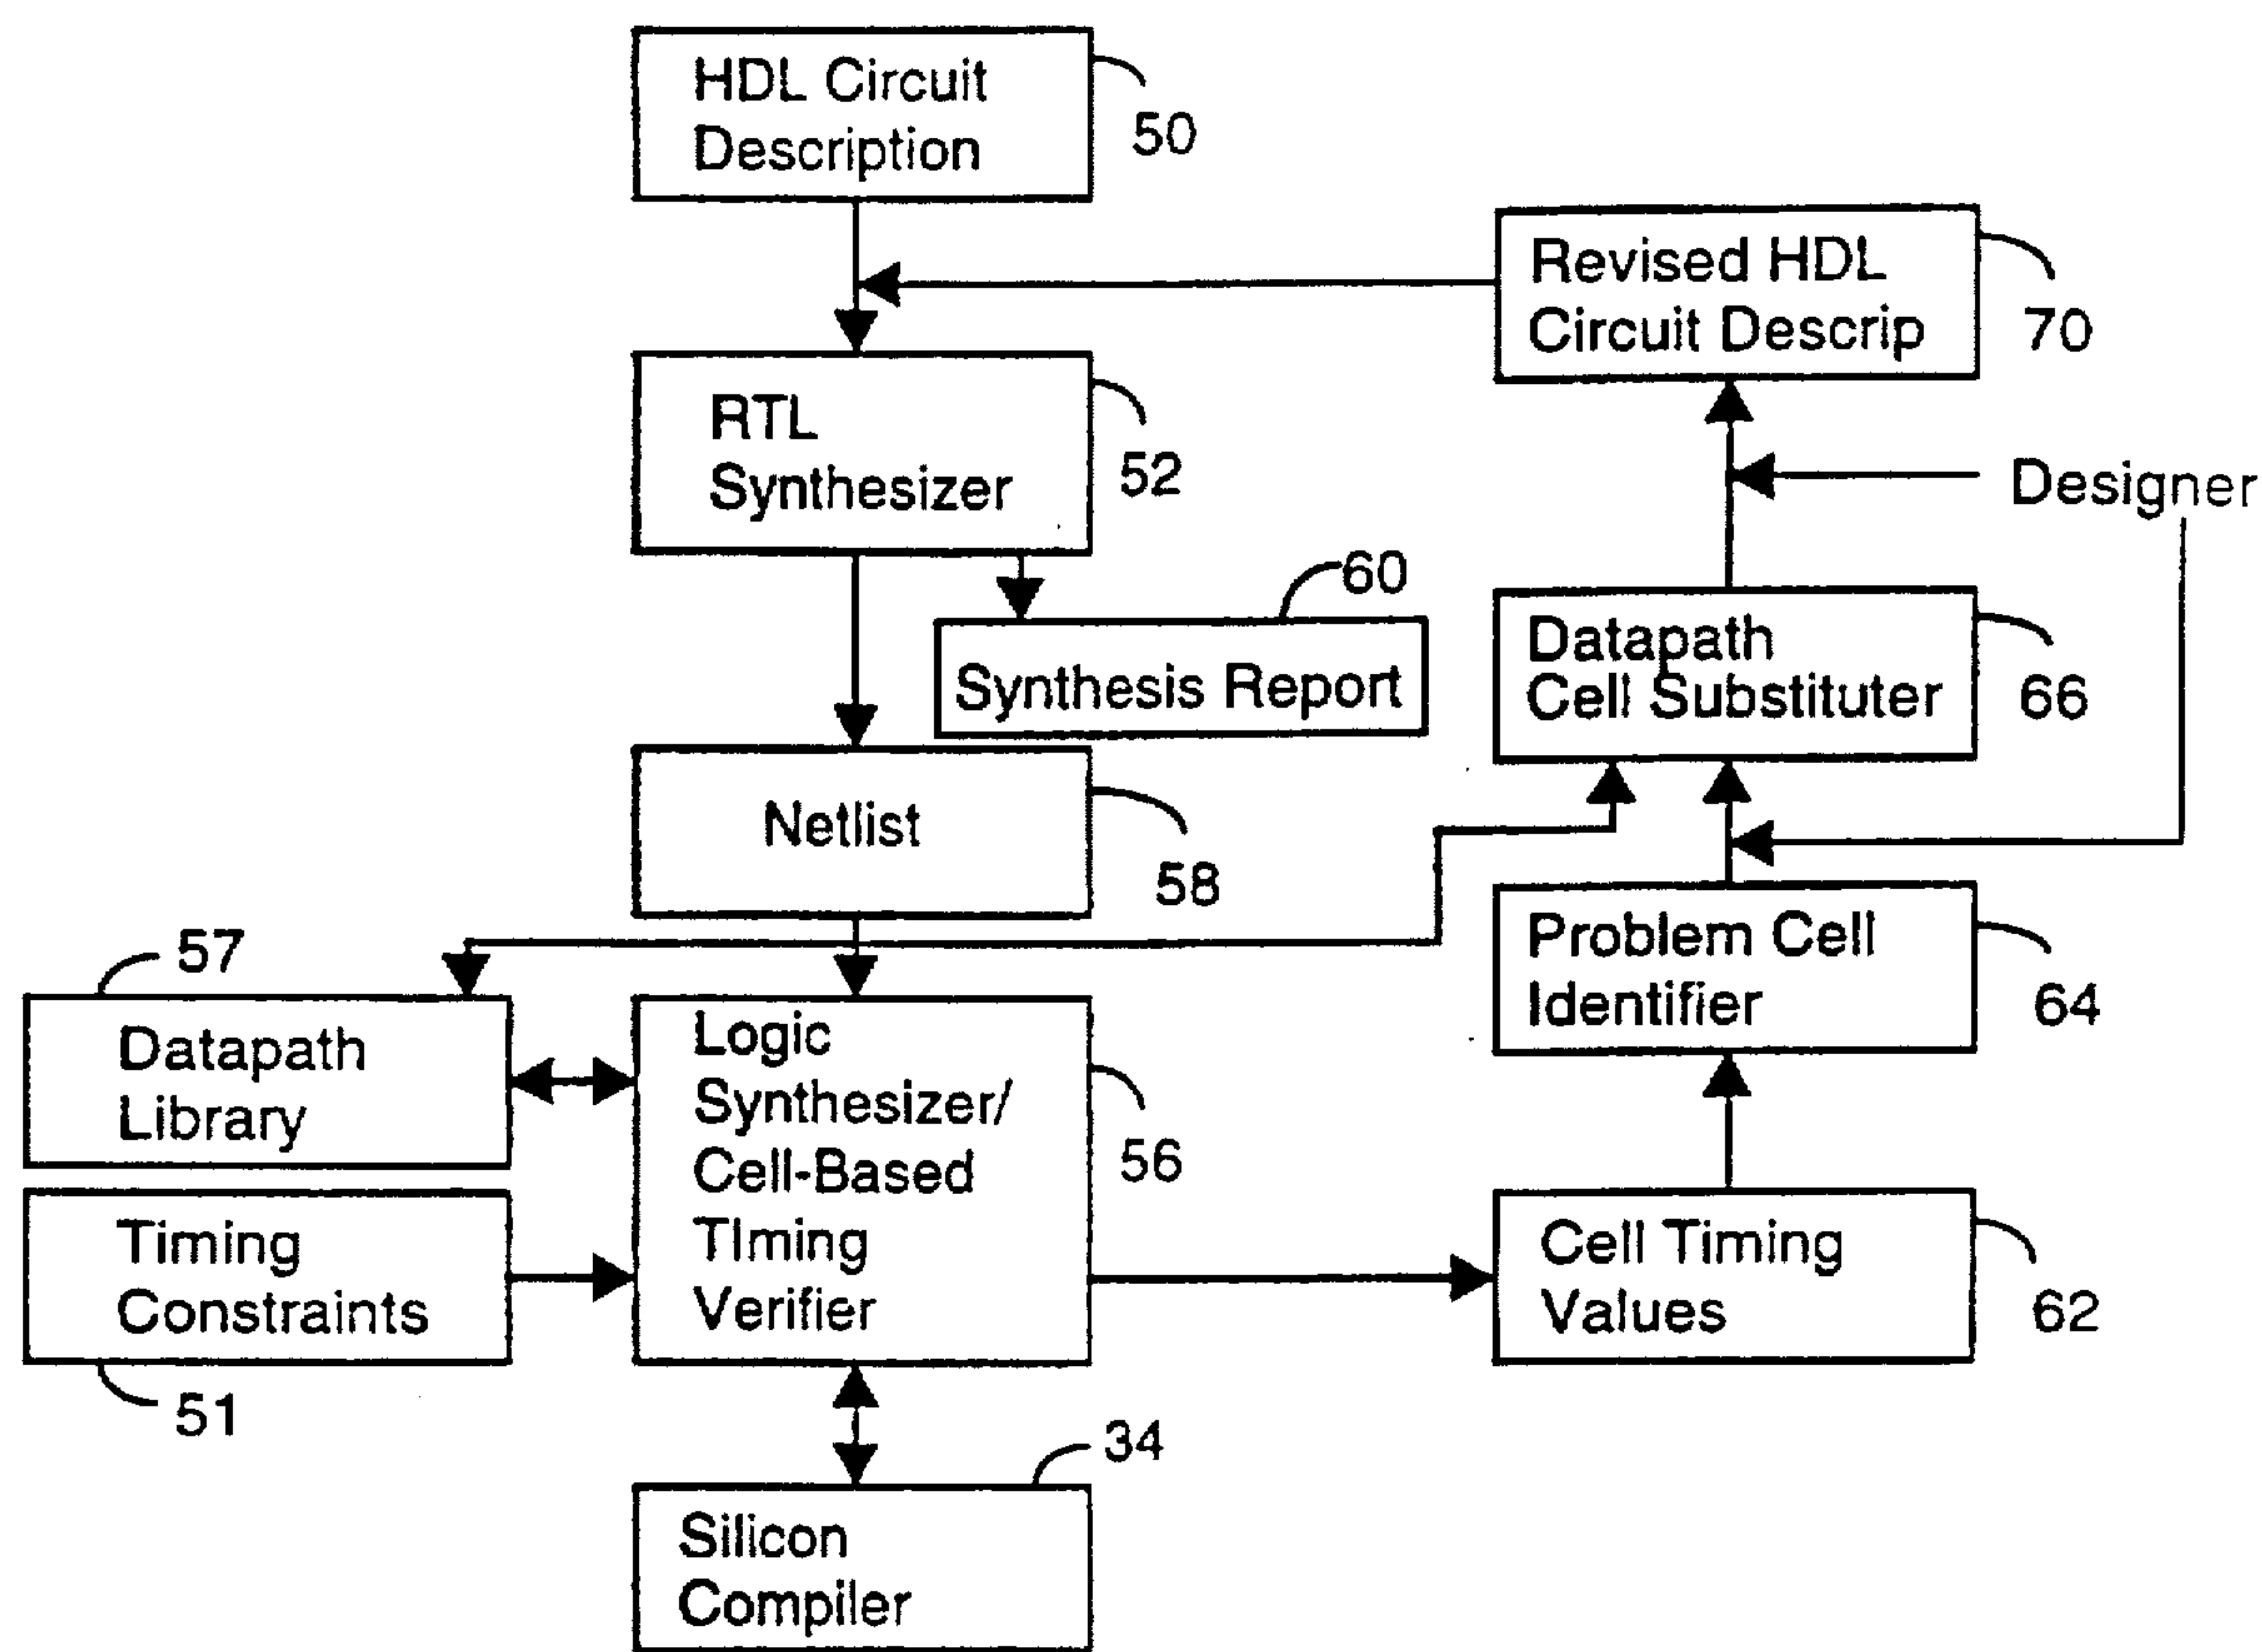 HDL Circuit
Description
50
Revised HDL
Circuit Descrip
70
RTL
Synthesizer
52
Designer
60
Synthesis Report
Datapath
Cell Substituter
66
Netlist
58
57
Problem Cell
Identifier
64
Datapath
Library
Logic
Synthesizer/
Cell-Based
TIming
Verifier
56
Timing
Constraints
51
Cell Timing
Values
62
34
Silicon
Compiler